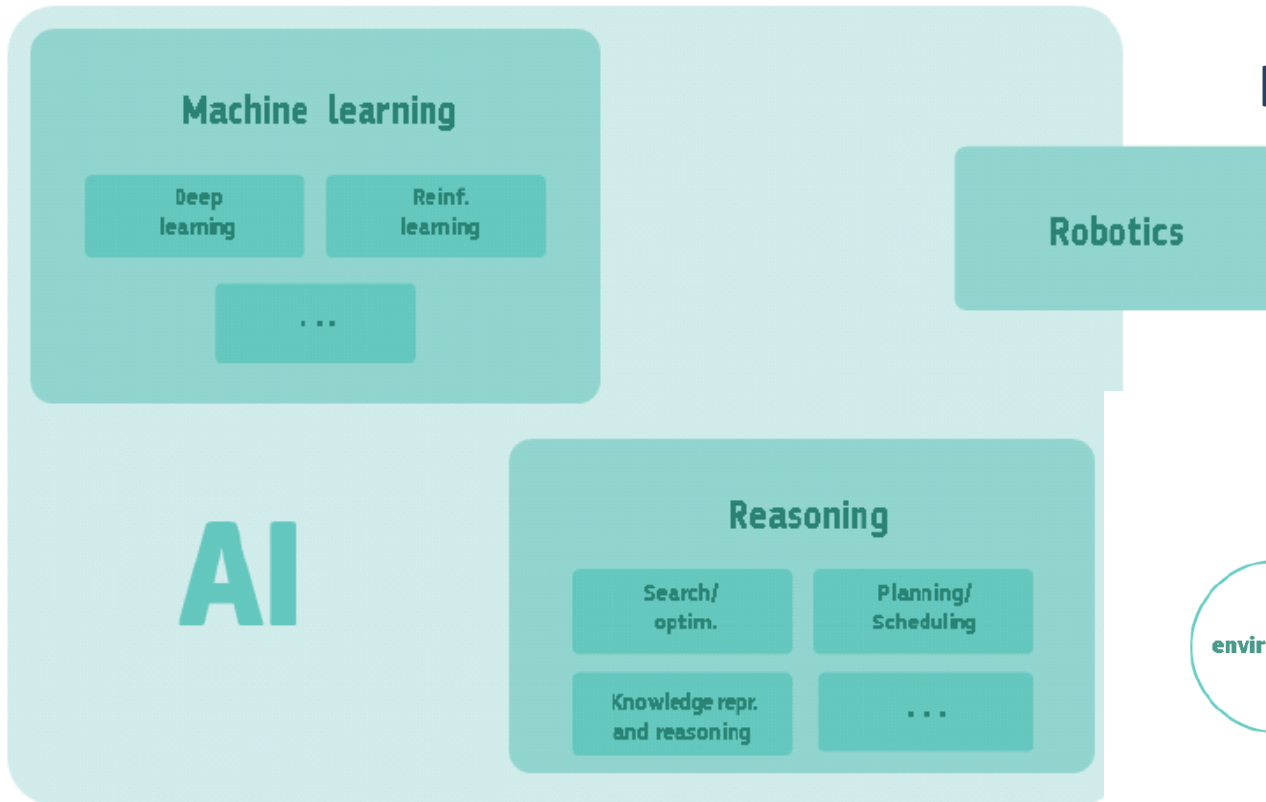 Machine learning
Deep
learning
Reinf.
learning
...
Robotics
AI
Reasoning
Search/
optim.
Planning/
Scheduling
Knowledge repr.
and reasoning
...
envir